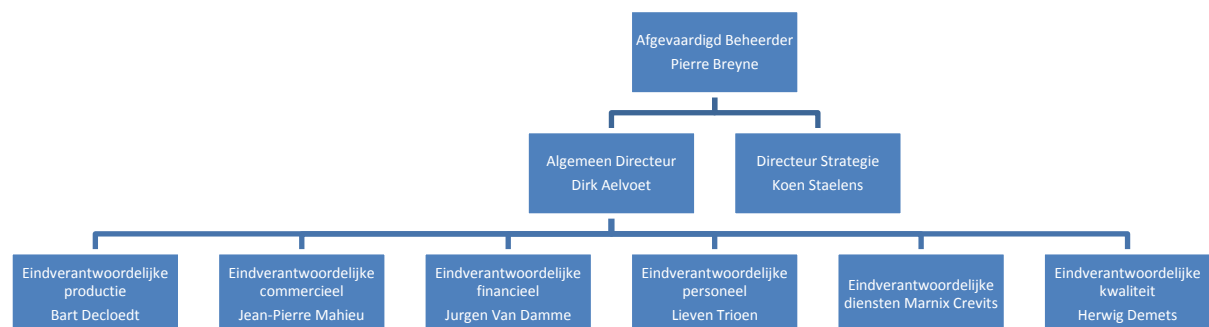 Afgevaardigd Beheerder
Pierre Breyne
Algemeen Directeur
Dirk Aelvoet
Directeur Strategie
Koen Staelens
Eindverantwoordelijke
productie
Bart Decloedt
Eindverantwoordelijke
commercieel
Jean-Pierre Mahieu
Eindverantwoordelijke
financieel
Jurgen Van Damme
Eindverantwoordelijke
personeel
Lieven Trioen
Eindverantwoordelijke
diensten Marnix Crevits
Eindverantwoordelijke
kwaliteit
Herwig Demets